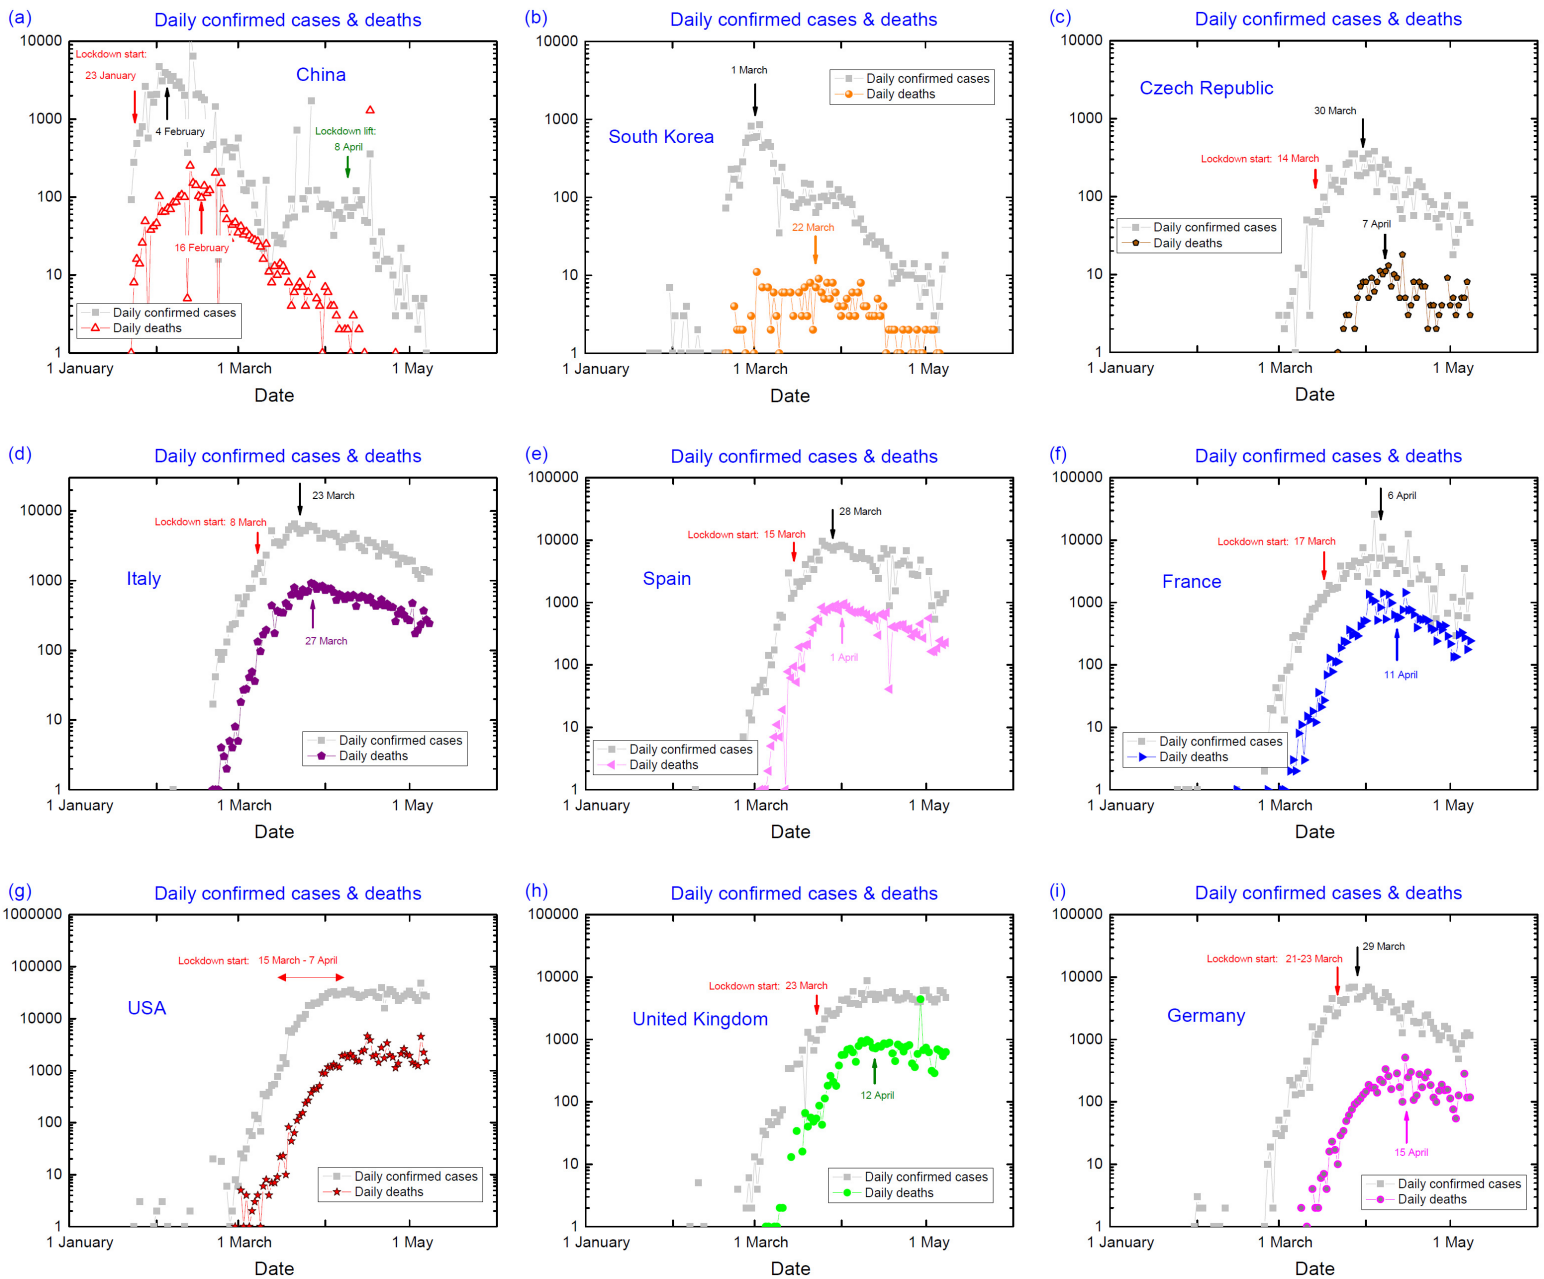 (a) Daily confirmed cases & deaths
10000
Lockdown start:
23 January
China
1000
4 February
Lockdown lift:
8 April
100
16 February
10
Daily confirmed cases
Daily deaths
1
1 January 1 March 1 May
Date
(b) Daily confirmed cases & deaths
10000
1 March
Daily confirmed cases
Daily deaths
1000
South Korea
100
22 March
10
1
1 January 1 March 1 May
Date
(c) Daily confirmed cases & deaths
10000
Czech Republic
30 March
1000
Lockdown start: 14 March
100
7 April
Daily confirmed cases
Daily deaths
10
1
1 January 1 March 1 May
Date
(d) Daily confirmed cases & deaths
23 March
10000
Lockdown start: 8 March
Italy
1000
100
27 March
10
Daily confirmed cases
Daily deaths
1
1 January 1 March 1 May
Date
(e) Daily confirmed cases & deaths
100000
28 March
Lockdown start: 15 March
10000
Spain
1000
1 April
100
10
Daily confirmed cases
Daily deaths
1
1 January 1 March 1 May
Date
(f) Daily confirmed cases & deaths
100000
6 April
Lockdown start: 17 March
10000
France
1000
11 April
100
10
Daily confirmed cases
Daily deaths
1
1 January 1 March 1 May
Date
(g) Daily confirmed cases & deaths
1000000
Lockdown start: 15 March - 7 April
100000
USA
10000
1000
100
10
Daily confirmed cases
Daily deaths
1
1 January 1 March 1 May
Date
(h) Daily confirmed cases & deaths
100000
Lockdown start: 23 March
10000
United Kingdom
1000
12 April
100
10
Daily confirmed cases
Daily deaths
1
1 January 1 March 1 May
Date
(i) Daily confirmed cases & deaths
100000
29 March
Lockdown start: 21-23 March
10000
Germany
1000
100
15 April
10
Daily confirmed cases
Daily deaths
1
1 January 1 March 1 May
Date